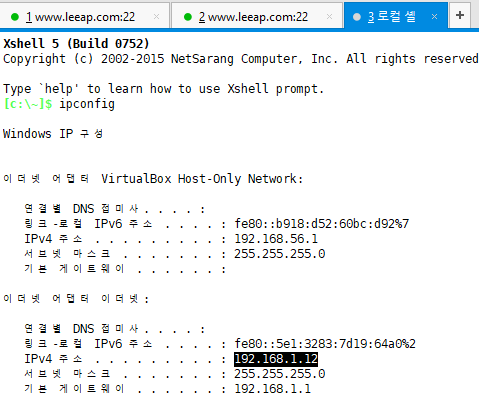 1 www.leeap.com:22 × 2 www.leeap.com:22 × 3 로컬 셸 × +
Xshell 5 (Build 0752)
Copyright (c) 2002-2015 NetSarang Computer, Inc. All rights reserved
Type `help' to learn how to use Xshell prompt.
[c:\~]$ ipconfig
Windows IP 구성
이더넷 어댑터 VirtualBox Host-Only Network:
연결별 DNS 접미사. . . . :
링크-로컬 IPv6 주소 . . . . : fe80::b918:d52:60bc:d92%7
IPv4 주소 . . . . . . . . . : 192.168.56.1
서브넷 마스크 . . . . . . . : 255.255.255.0
기본 게이트웨이 . . . . . . :
이더넷 어댑터 이더넷:
연결별 DNS 접미사. . . . :
링크-로컬 IPv6 주소 . . . . : fe80::5e1:3283:7d19:64a0%2
IPv4 주소 . . . . . . . . . : 192.168.1.12
서브넷 마스크 . . . . . . . : 255.255.255.0
기본 게이트웨이 . . . . . . : 192.168.1.1